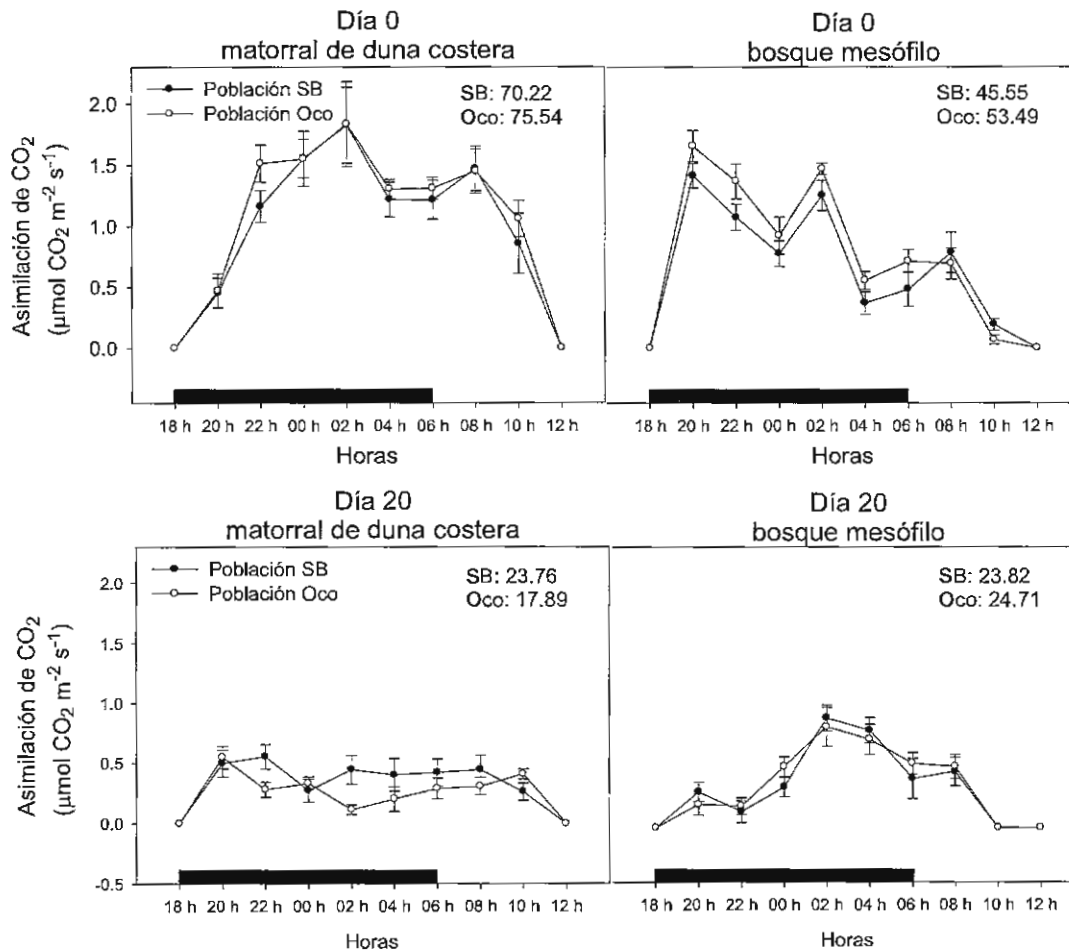 Día 0
matorral de duna costera
Población SB
Población Oco
SB: 70.22
Oco: 75.54
2.0
1.5
1.0
0.5
0.0
Asimilación de CO2
(µmol CO2 m-2 s-1)
18 h 20 h 22 h 00 h 02 h 04 h 06 h 08 h 10 h 12 h
Horas
Día 0
bosque mesófilo
SB: 45.55
Oco: 53.49
18 h 20 h 22 h 00 h 02 h 04 h 06 h 08 h 10 h 12 h
Horas
Día 20
matorral de duna costera
Población SB
Población Oco
SB: 23.76
Oco: 17.89
2.0
1.5
1.0
0.5
0.0
-0.5
Asimilación de CO2
(µmol CO2 m-2 s-1)
18 h 20 h 22 h 00 h 02 h 04 h 06 h 08 h 10 h 12 h
Horas
Día 20
bosque mesófilo
SB: 23.82
Oco: 24.71
18 h 20 h 22 h 00 h 02 h 04 h 06 h 08 h 10 h 12 h
Horas